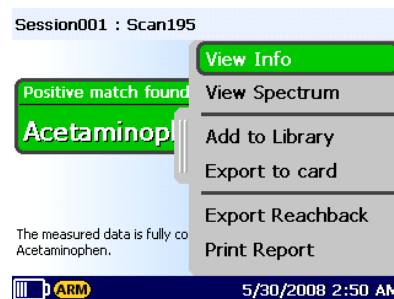 Session001 : Scan195
View Info
Positive match found
View Spectrum
Acetaminop
Add to Library
Export to card
Export Reachback
The measured data is fully co
Acetaminophen.
Print Report
ARM
5/30/2008 2:50 AM